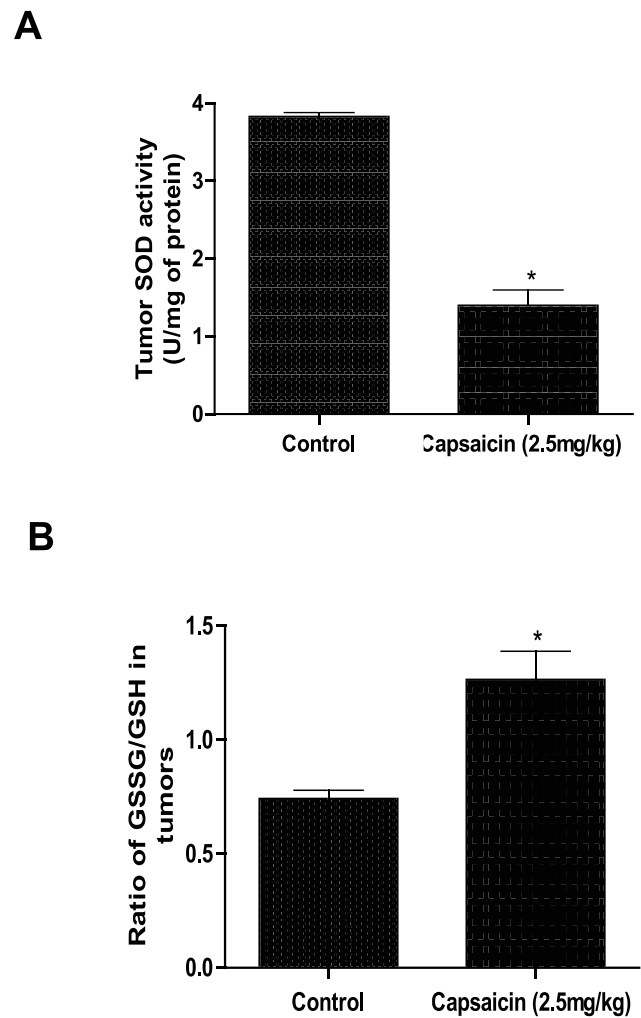 A
Tumor SOD activity
(U/mg of protein)
4
3
2
1
0
*
Control
Capsaicin (2.5mg/kg)
B
Ratio of GSSG/GSH in
tumors
1.5
1.0
0.5
0.0
*
Control
Capsaicin (2.5mg/kg)